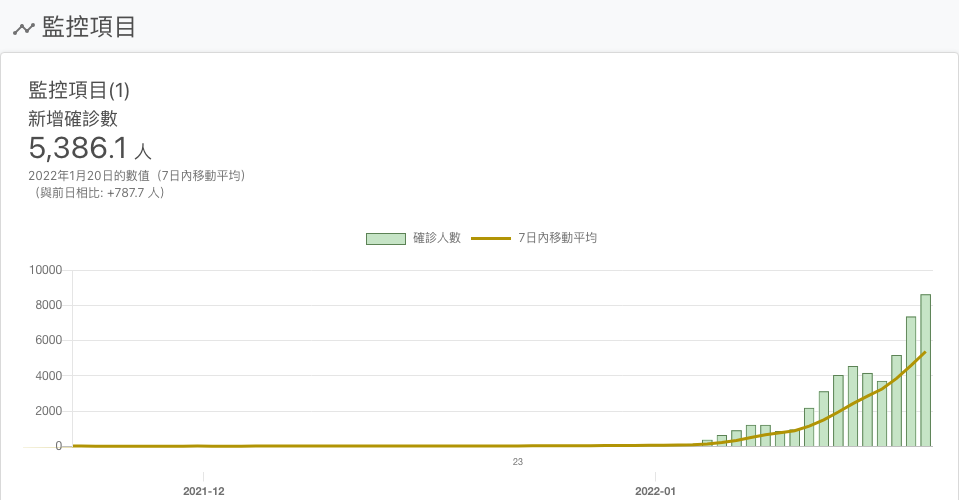 監控項目
監控項目(1)
新增確診數
5,386.1 人
2022年1月20日的數值（7日內移動平均）
（與前日相比: +787.7 人）
確診人數 7日內移動平均
10000
8000
6000
4000
2000
0
23
2021-12 2022-01